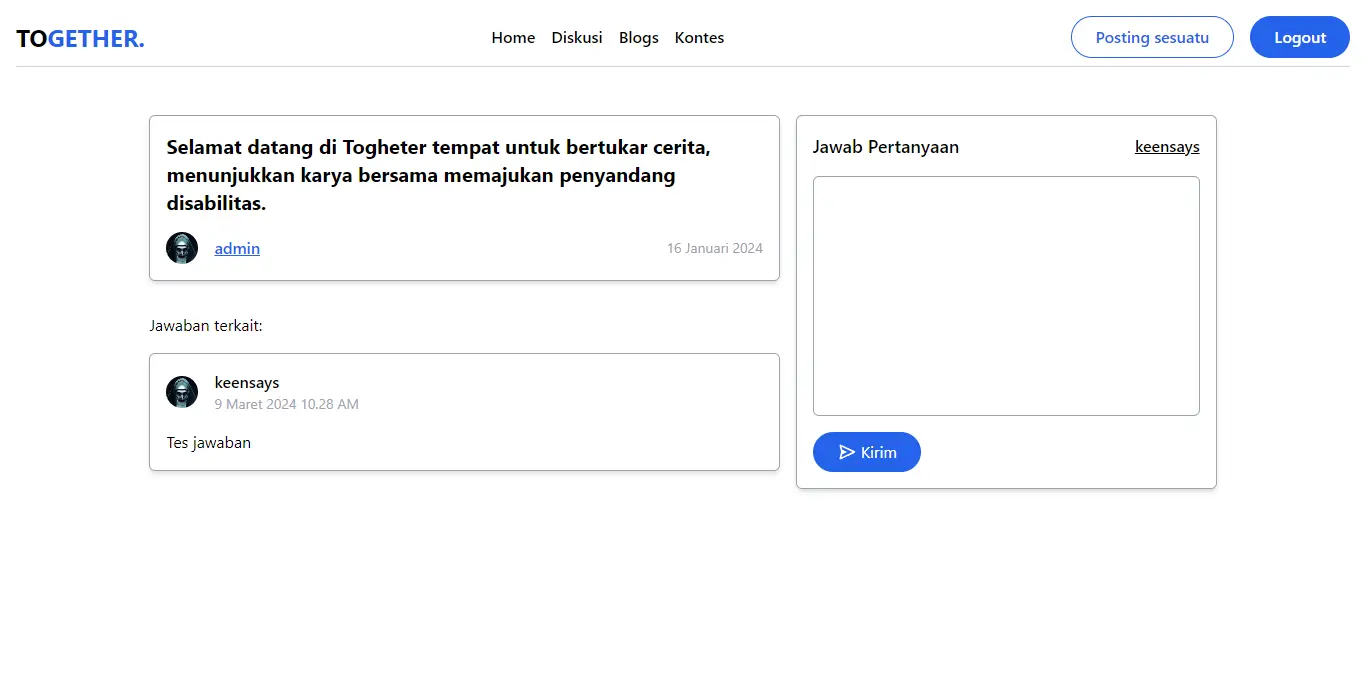 TOGETHER.
Home Diskusi Blogs Kontes
Posting sesuatu
Logout
Selamat datang di Togheter tempat untuk bertukar cerita,
menunjukkan karya bersama memajukan penyandang
disabilitas.
admin
16 Januari 2024
Jawaban terkait:
keensays
9 Maret 2024 10.28 AM
Tes jawaban
Jawab Pertanyaan
keensays
Kirim